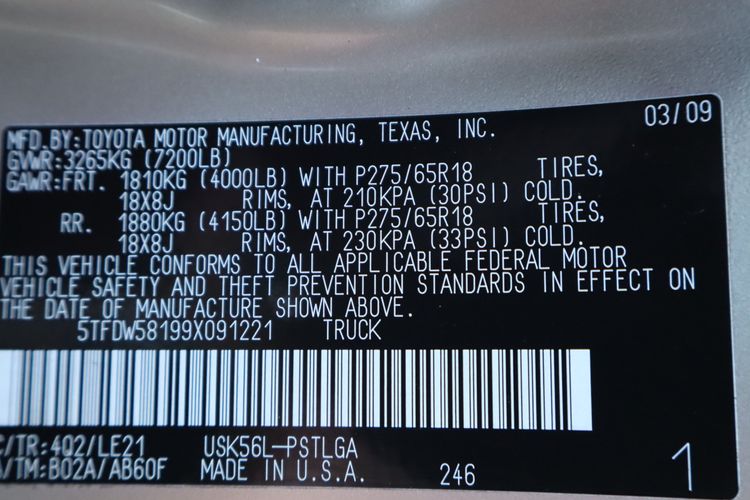 03/09
MFD.BY:TOYOTA MOTOR MANUFACTURING, TEXAS, INC.
GVWR:3265KG (7200LB)
GAWR:FRT. 1810KG (4000LB) WITH P275/65R18 TIRES,
18X8J RIMS, AT 210KPA (30PSI) COLD.
RR. 1880KG (4150LB) WITH P275/65R18 TIRES,
18X8J RIMS, AT 230KPA (33PSI) COLD.
THIS VEHICLE CONFORMS TO ALL APPLICABLE FEDERAL MOTOR
VEHICLE SAFETY AND THEFT PREVENTION STANDARDS IN EFFECT ON
THE DATE OF MANUFACTURE SHOWN ABOVE.
5TFDW58199X091221 TRUCK
C/TR:4Q2/LE21 USK56L-PSTLGA
A/TM:B02A/AB60F MADE IN U.S.A. 246 1